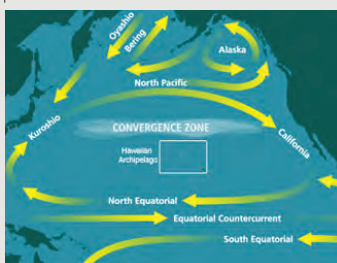 Oyashio
Bering
Alaska
North Pacific
Kuroshio
CONVERGENCE ZONE
California
Hawaiian
Archipelago
North Equatorial
Equatorial Countercurrent
South Equatorial